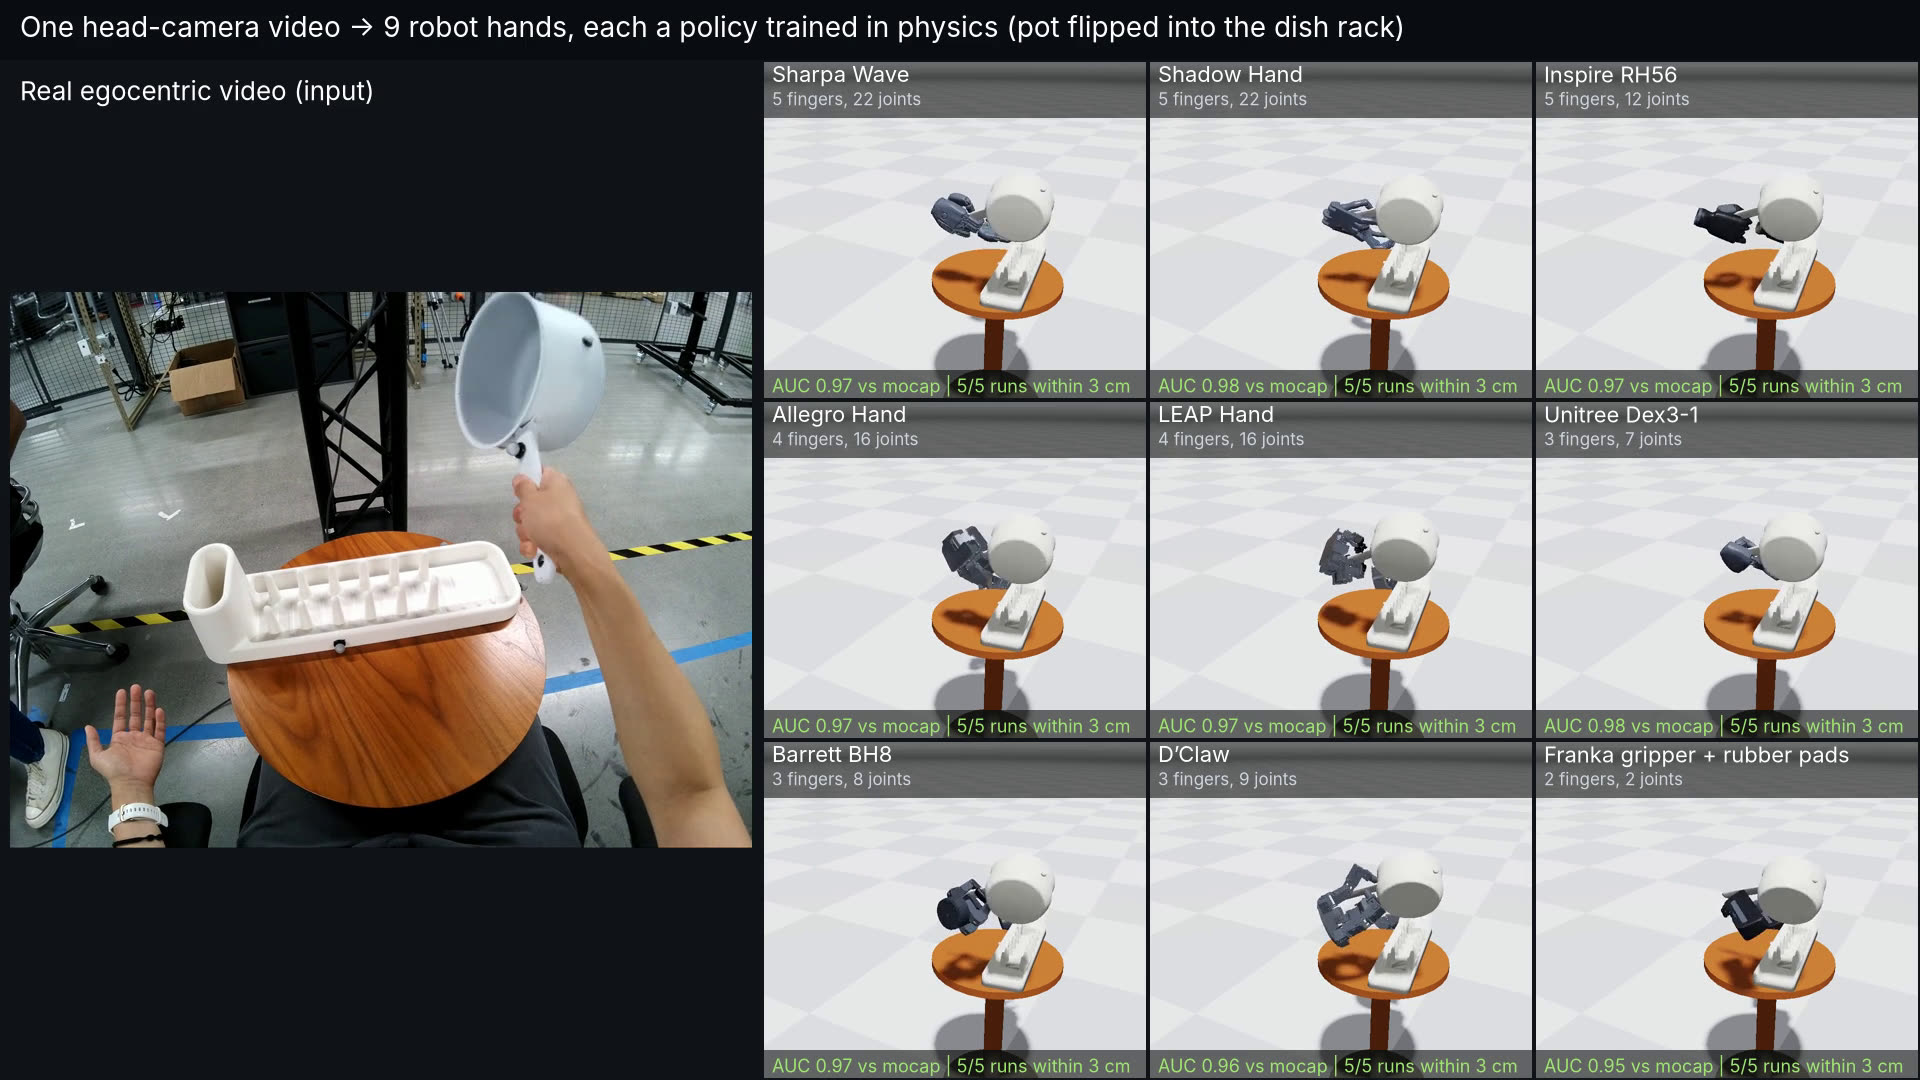 One head-camera video → 9 robot hands, each a policy trained in physics (pot flipped into the dish rack)
Real egocentric video (input)
Sharpa Wave
5 fingers, 22 joints
AUC 0.97 vs mocap | 5/5 runs within 3 cm
Shadow Hand
5 fingers, 22 joints
AUC 0.98 vs mocap | 5/5 runs within 3 cm
Inspire RH56
5 fingers, 12 joints
AUC 0.97 vs mocap | 5/5 runs within 3 cm
Allegro Hand
4 fingers, 16 joints
AUC 0.97 vs mocap | 5/5 runs within 3 cm
LEAP Hand
4 fingers, 16 joints
AUC 0.97 vs mocap | 5/5 runs within 3 cm
Unitree Dex3-1
3 fingers, 7 joints
AUC 0.98 vs mocap | 5/5 runs within 3 cm
Barrett BH8
3 fingers, 8 joints
AUC 0.97 vs mocap | 5/5 runs within 3 cm
D’Claw
3 fingers, 9 joints
AUC 0.96 vs mocap | 5/5 runs within 3 cm
Franka gripper + rubber pads
2 fingers, 2 joints
AUC 0.95 vs mocap | 5/5 runs within 3 cm